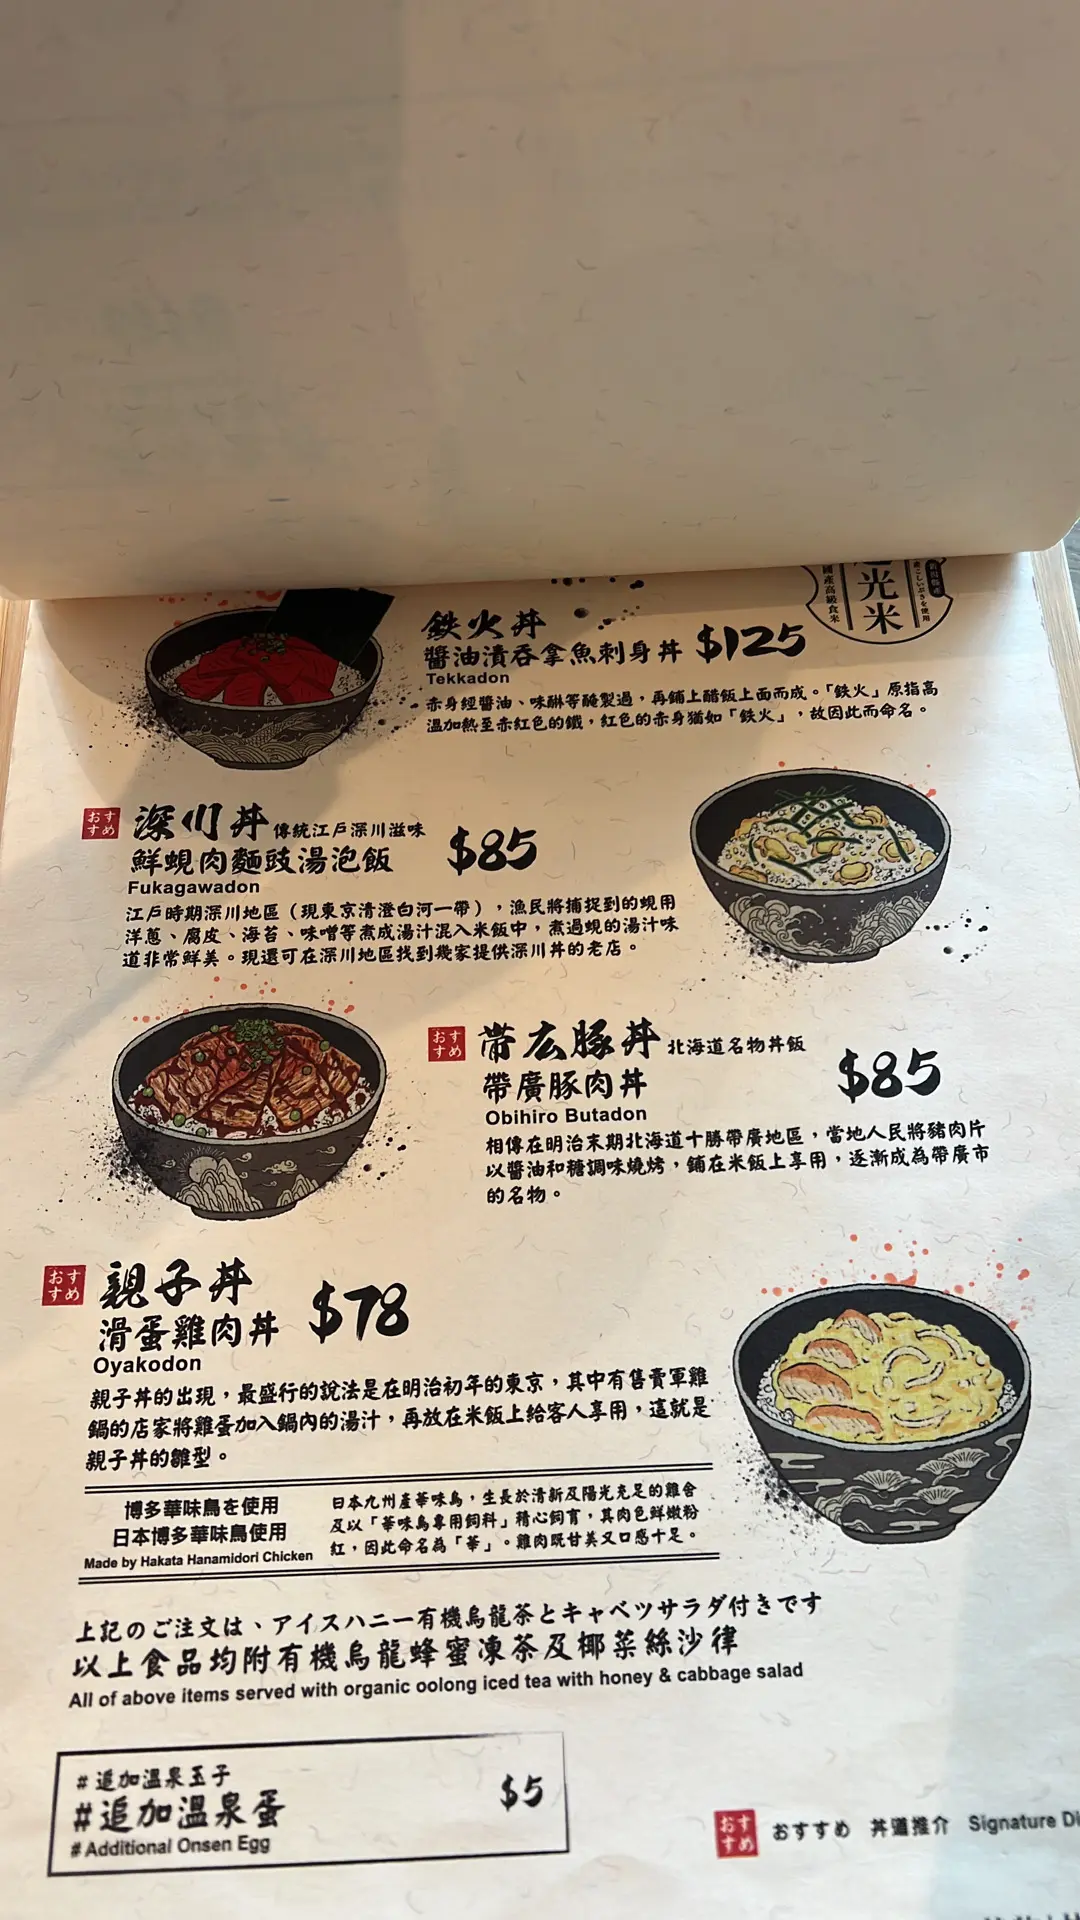 光米
國產高級食米
鉄火丼
醬油漬吞拿魚刺身丼 $125
Tekkadon
赤身經醬油、味醂等醃製過，再鋪上醋飯上面而成。「鉄火」原指高
溫加熱至赤紅色的鐵，紅色的赤身猶如「鉄火」，故因此而命名。
おすすめ
深川丼 傳統江戶深川滋味
鮮蜆肉麵豉湯泡飯 $85
Fukagawadon
江戶時期深川地區（現東京清澄白河一帶），漁民將捕捉到的蜆用
洋蔥、腐皮、海苔、味噌等煮成湯汁混入米飯中，煮過蜆的湯汁味
道非常鮮美。現還可在深川地區找到幾家提供深川丼的老店。
おすすめ
帯広豚丼 北海道名物丼飯
帶廣豚肉丼 $85
Obihiro Butadon
相傳在明治末期北海道十勝帶廣地區，當地人民將豬肉片
以醬油和糖調味燒烤，鋪在米飯上享用，逐漸成為帶廣市
的名物。
おすすめ
親子丼
滑蛋雞肉丼 $78
Oyakodon
親子丼的出現，最盛行的說法是在明治初年的東京，其中有售賣軍雞
鍋的店家將雞蛋加入鍋內的湯汁，再放在米飯上給客人享用，這就是
親子丼的雛型。
博多華味鳥を使用
日本博多華味鳥使用
Made by Hakata Hanamidori Chicken
日本九州產華味鳥，生長於清新及陽光充足的雞舍
及以「華味鳥專用飼料」精心飼育，其肉色鮮嫩粉
紅，因此命名為「華」。雞肉既甘美又口感十足。
上記のご注文は、アイスハニー有機烏龍茶とキャベツサラダ付きです
以上食品均附有機烏龍蜂蜜凍茶及椰菜絲沙律
All of above items served with organic oolong iced tea with honey & cabbage salad
#追加温泉玉子
#追加溫泉蛋 $5
#Additional Onsen Egg
おすすめ おすすめ 丼道推介 Signature Di